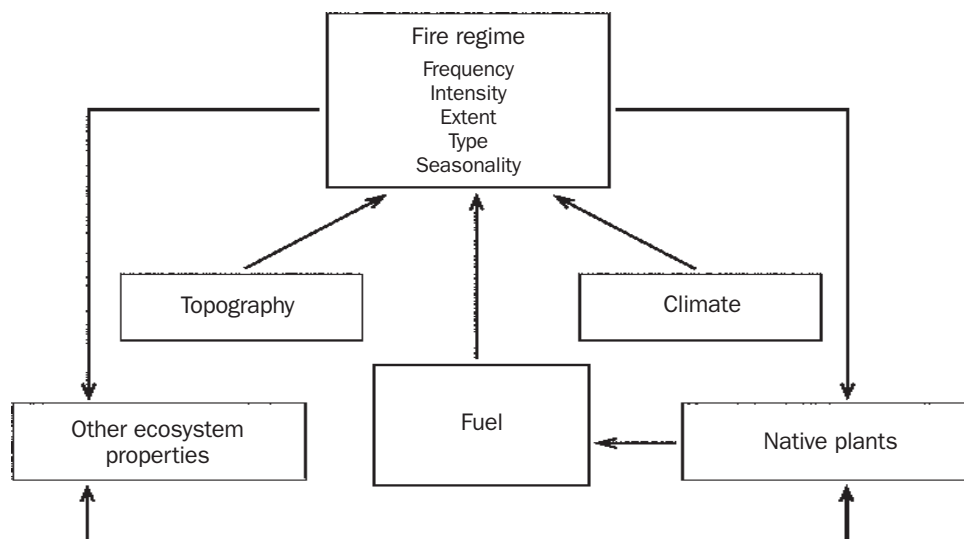 Fire regime
Frequency
Intensity
Extent
Type
Seasonality
Topography
Climate
Fuel
Other ecosystem
properties
Native plants